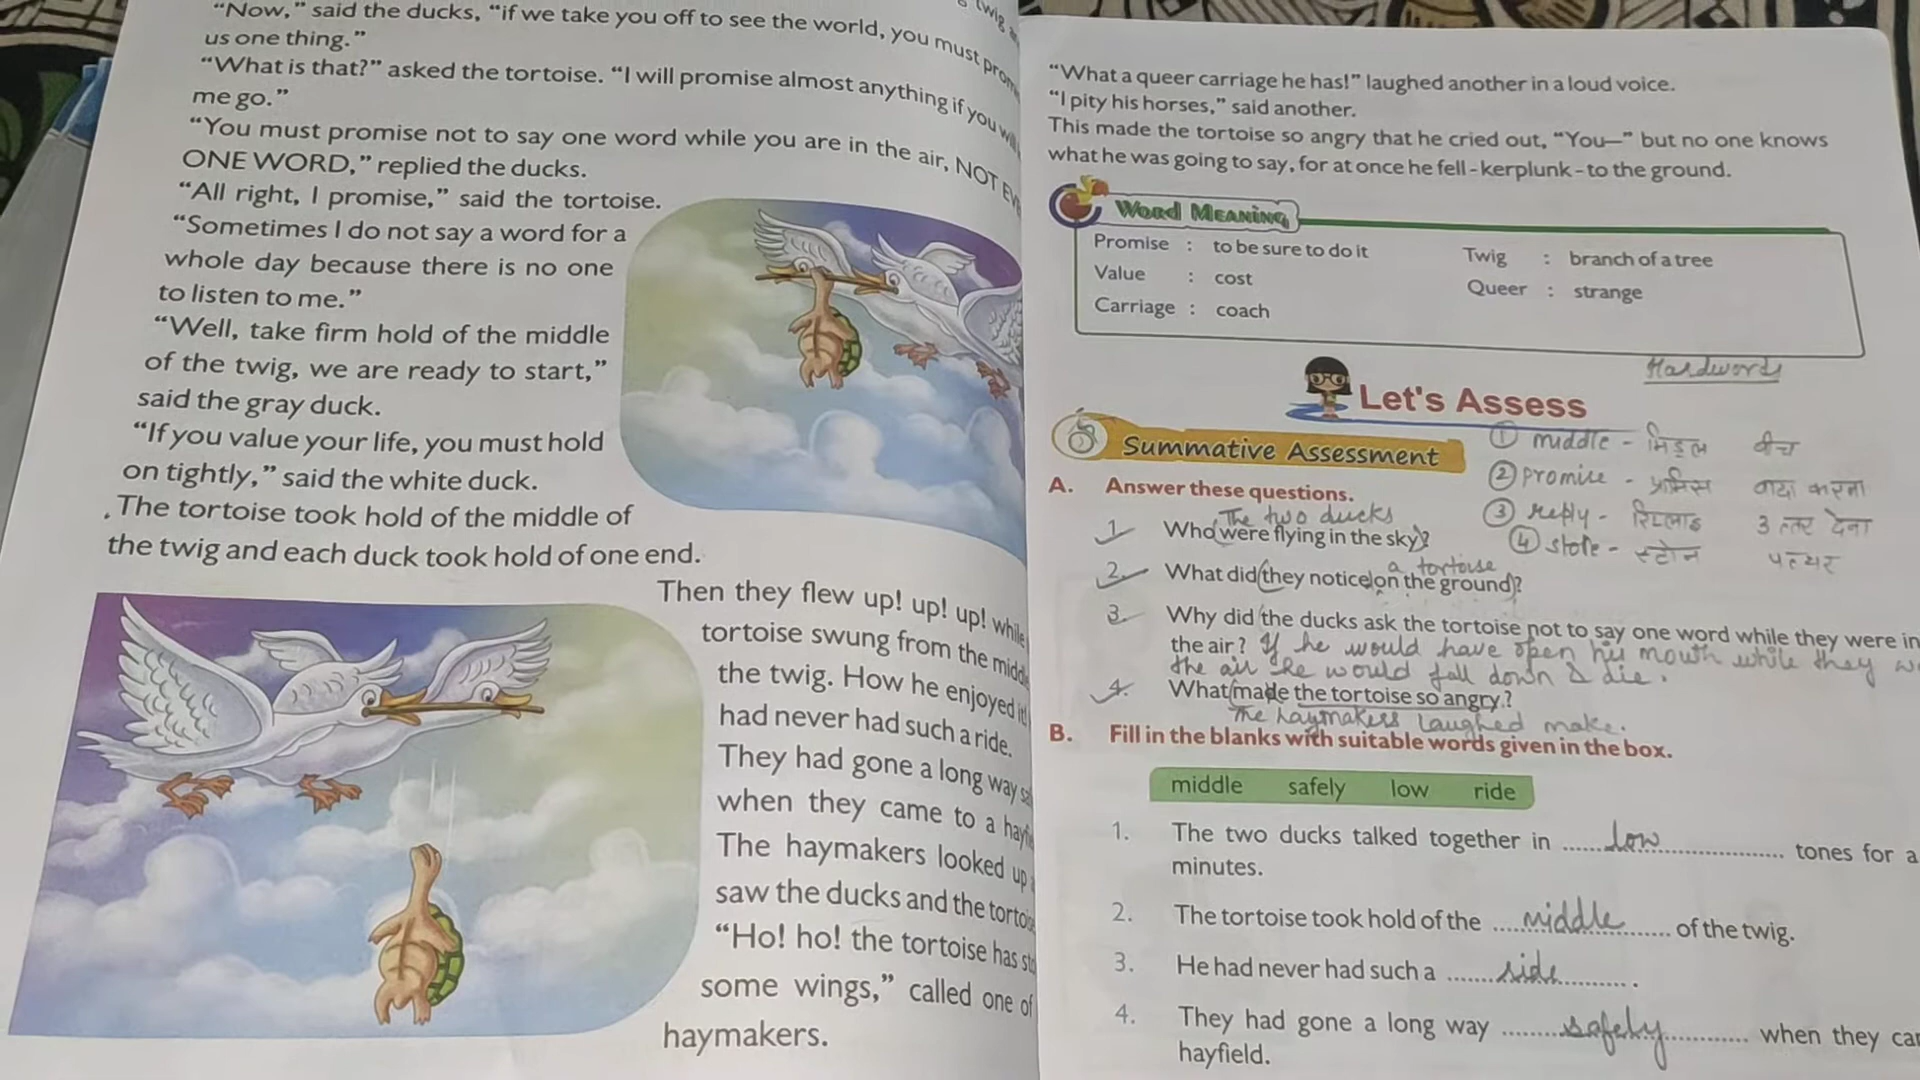 "Now," said the ducks, "if we take you off to see the world, you must
us one thing."
"What is that?" asked the tortoise. "I will promise almost anything if you
me go."
"You must promise not to say one word while you are in the air, NOT
ONE WORD," replied the ducks.
"All right, I promise," said the tortoise.
"Sometimes I do not say a word for a
whole day because there is no one
to listen to me."
"Well, take firm hold of the middle
of the twig, we are ready to start,"
said the gray duck.
"If you value your life, you must hold
on tightly," said the white duck.
The tortoise took hold of the middle of
the twig and each duck took hold of one end.
Then they flew up! up! up! while
tortoise swung from the
the twig. How he enjoyed
had never had such a ride.
They had gone a long way
when they came to a
The haymakers looked up
saw the ducks and the
"Ho! ho! the tortoise has
some wings," called one of
haymakers.
twig
"What a queer carriage he has!" laughed another in a loud voice.
"I pity his horses," said another.
This made the tortoise so angry that he cried out, "You—" but no one knows
what he was going to say, for at once he fell - kerplunk - to the ground.
Word Meaning
Promise : to be sure to do it
Value : cost
Carriage : coach
Twig : branch of a tree
Queer : strange
Hardwords
Let's Assess
Summative Assessment
① middle - मिडल बीच
② promise - प्रॉमिस वादा करना
③ reply - रिप्लाइ उत्तर देना
④ stone - स्टोन पत्थर
A. Answer these questions.
The two ducks
1. Who were flying in the sky?
a tortoise
2. What did they notice on the ground?
3. Why did the ducks ask the tortoise not to say one word while they were in
the air? If he would have open his mouth while they
the air he would fall down & die.
4. What made the tortoise so angry?
The haymakers laughed make.
B. Fill in the blanks with suitable words given in the box.
middle safely low ride
1. The two ducks talked together in ......low...... tones for a
minutes.
2. The tortoise took hold of the ......middle...... of the twig.
3. He had never had such a ......ride...... .
4. They had gone a long way ......safely...... when they
hayfield.